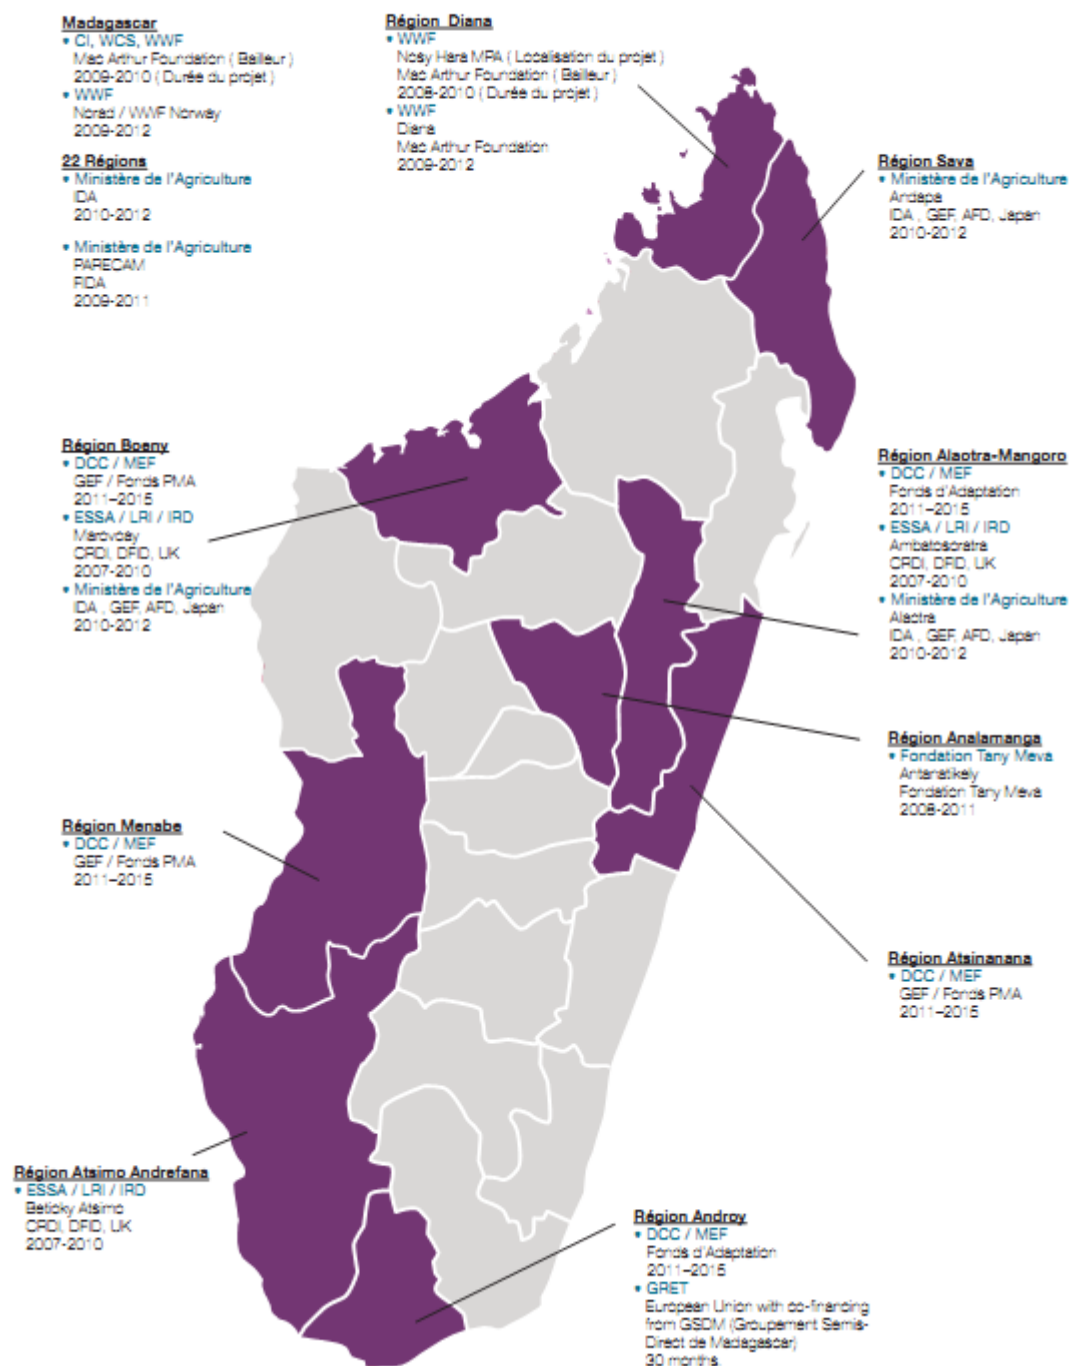 Madagascar
• CI, WCS, WWF
Mac Arthur Foundation ( Bailleur )
2009-2010 ( Durée du projet )
• WWF
Norad / WWF Norway
2009-2012
22 Régions
• Ministère de l'Agriculture
IDA
2010-2012
• Ministère de l'Agriculture
PARECAM
FIDA
2009-2011
Région Diana
• WWF
Nosy Hara MPA ( Localisation du projet )
Mac Arthur Foundation ( Bailleur )
2008-2010 ( Durée du projet )
• WWF
Diana
Mac Arthur Foundation
2009-2012
Région Sava
• Ministère de l'Agriculture
Andapa
IDA , GEF, AFD, Japan
2010-2012
Région Boeny
• DCC / MEF
GEF / Fonds PMA
2011–2015
• ESSA / LRI / IRD
Marovoay
CRDI, DFID, UK
2007-2010
• Ministère de l'Agriculture
IDA , GEF, AFD, Japan
2010-2012
Région Alaotra-Mangoro
• DCC / MEF
Fonds d'Adaptation
2011–2015
• ESSA / LRI / IRD
Ambatosoratra
CRDI, DFID, UK
2007-2010
• Ministère de l'Agriculture
Alaotra
IDA , GEF, AFD, Japan
2010-2012
Région Analamanga
• Fondation Tany Meva
Antanatikely
Fondation Tany Meva
2008-2011
Région Menabe
• DCC / MEF
GEF / Fonds PMA
2011–2015
Région Atsinanana
• DCC / MEF
GEF / Fonds PMA
2011–2015
Région Atsimo Andrefana
• ESSA / LRI / IRD
Betioky Atsimo
CRDI, DFID, UK
2007-2010
Région Androy
• DCC / MEF
Fonds d'Adaptation
2011–2015
• GRET
European Union with co-financing
from GSDM (Groupement Semis-
Direct de Madagascar)
30 months